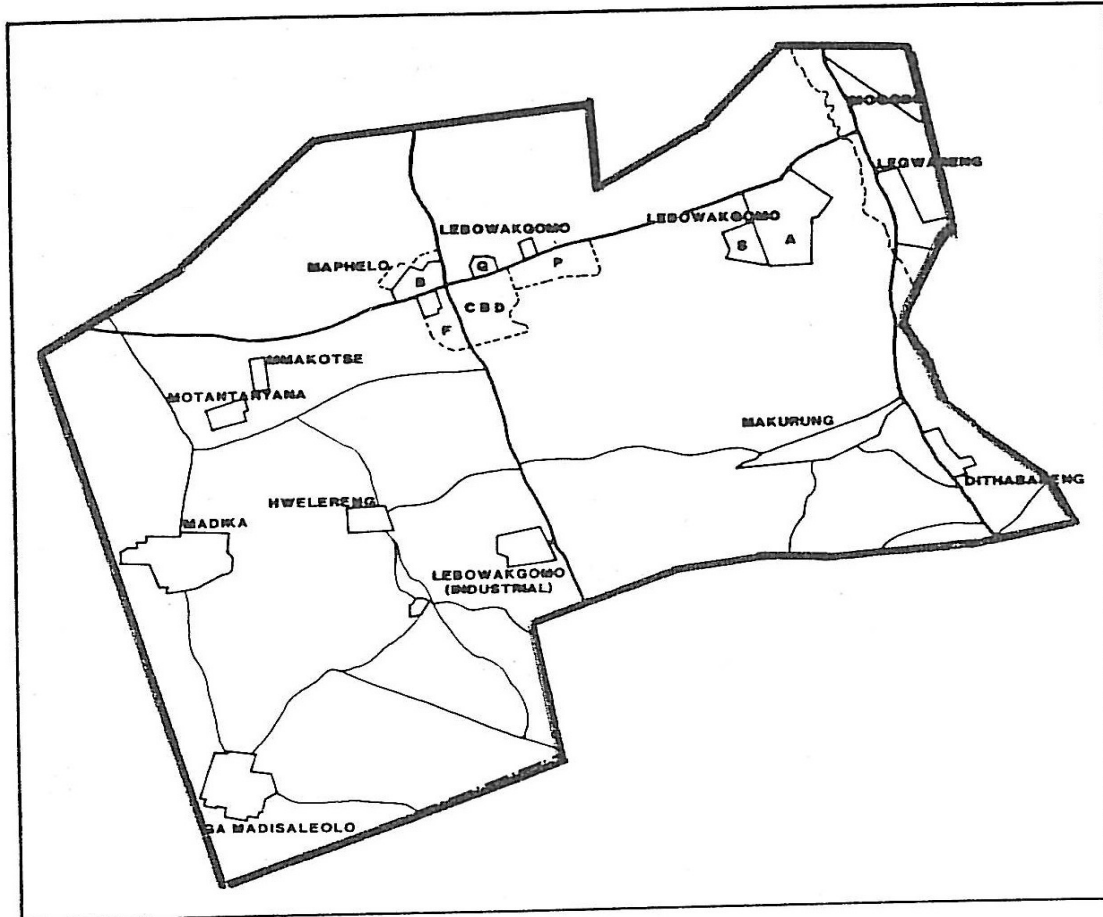 LEGWARENG
LEBOWAKGOMO
LEBOWAKGOMO
S
A
G
P
MAPHELO
B
CBD
F
MMAKOTSE
MOTANTANYANA
MAKURUNG
HWELERENG
DITHABANENG
MADIKA
LEBOWAKGOMO
(INDUSTRIAL)
GA MADISALEOLO